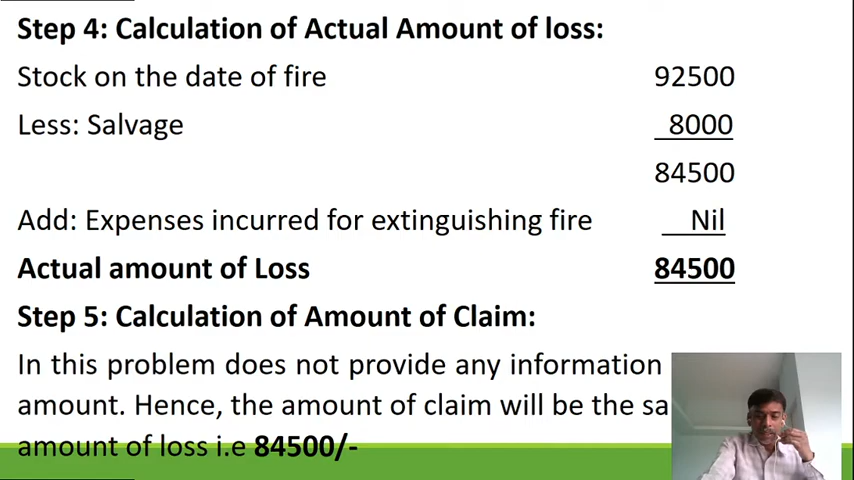 Step 4: Calculation of Actual Amount of loss:
Stock on the date of fire 92500
Less: Salvage 8000
84500
Add: Expenses incurred for extinguishing fire Nil
Actual amount of Loss 84500
Step 5: Calculation of Amount of Claim:
In this problem does not provide any information
amount. Hence, the amount of claim will be the
amount of loss i.e 84500/-